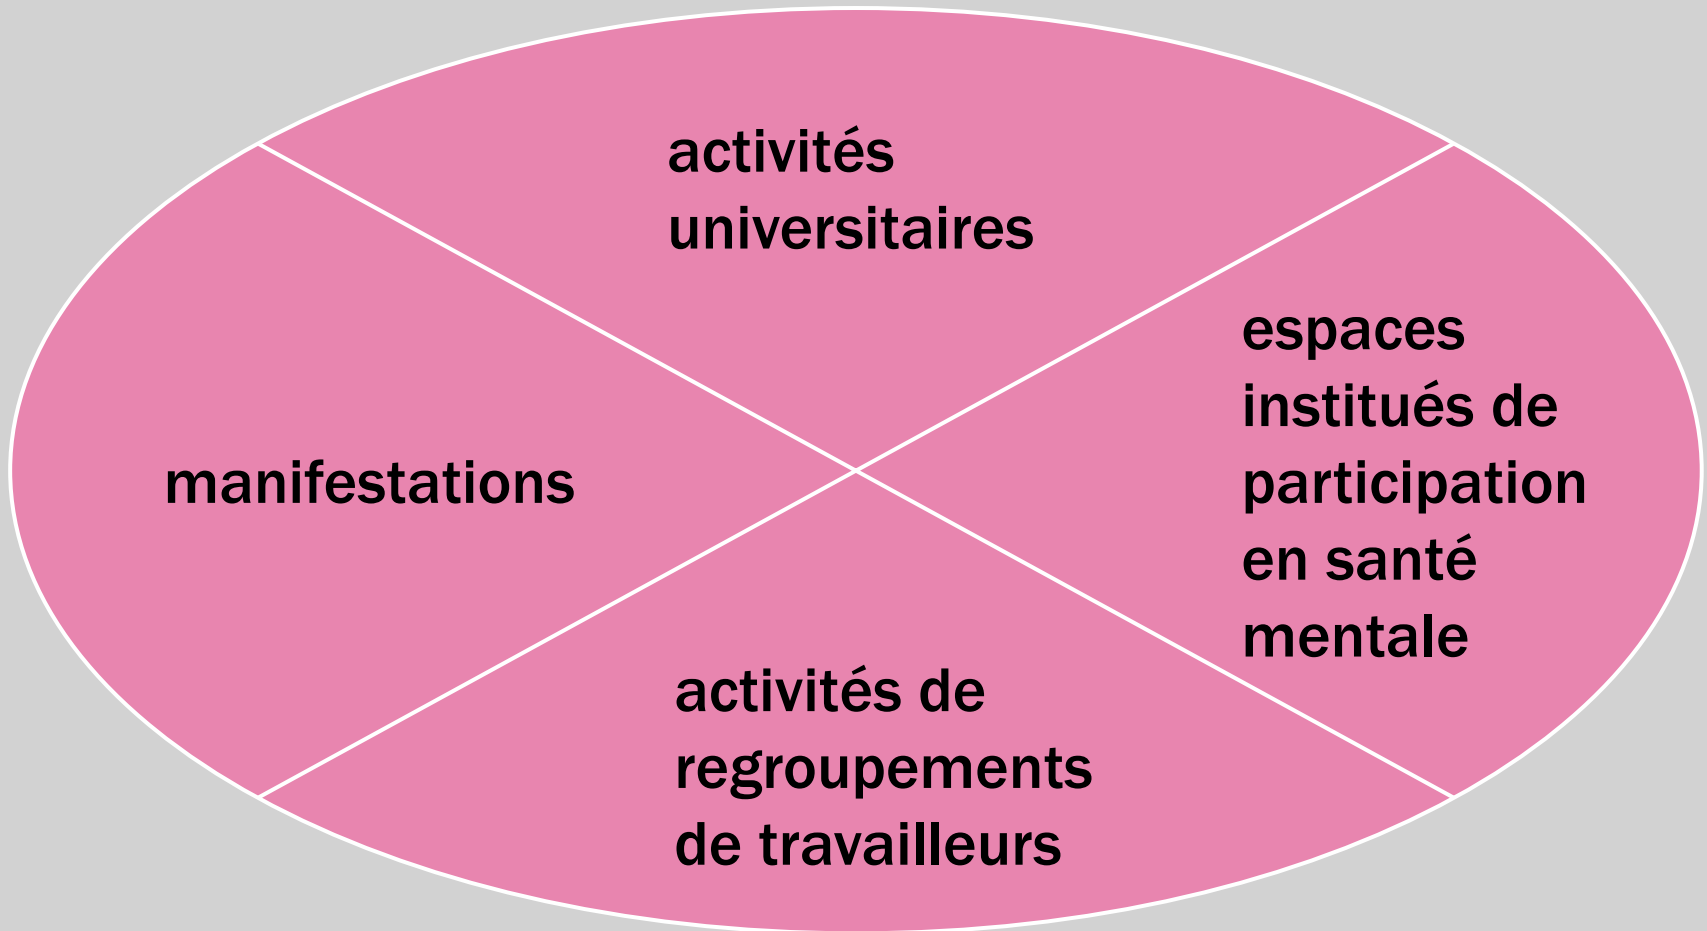 activités
universitaires
espaces
institués de
participation
en santé
mentale
manifestations
activités de
regroupements
de travailleurs